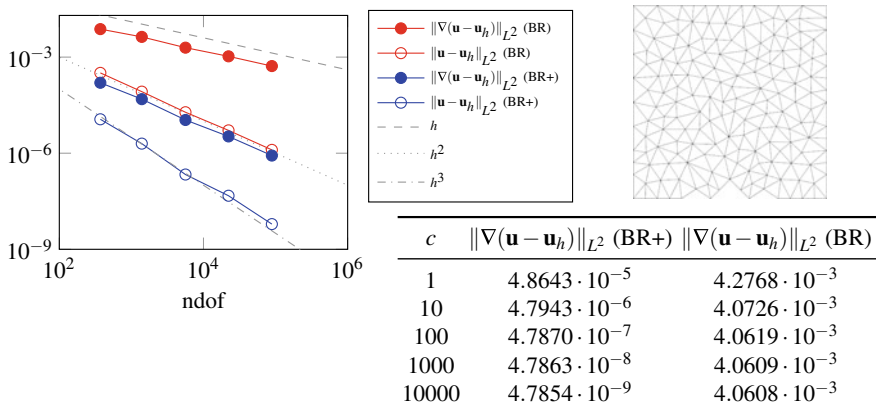 10^{-3}
10^{-6}
10^{-9}
10^2
10^4
10^6
ndof
‖∇(u − u_h)‖_{L^2} (BR)
‖u − u_h‖_{L^2} (BR)
‖∇(u − u_h)‖_{L^2} (BR+)
‖u − u_h‖_{L^2} (BR+)
h
h^2
h^3
c ‖∇(u − u_h)‖_{L^2} (BR+) ‖∇(u − u_h)‖_{L^2} (BR)
1 4.8643 · 10^{-5} 4.2768 · 10^{-3}
10 4.7943 · 10^{-6} 4.0726 · 10^{-3}
100 4.7870 · 10^{-7} 4.0619 · 10^{-3}
1000 4.7863 · 10^{-8} 4.0609 · 10^{-3}
10000 4.7854 · 10^{-9} 4.0608 · 10^{-3}